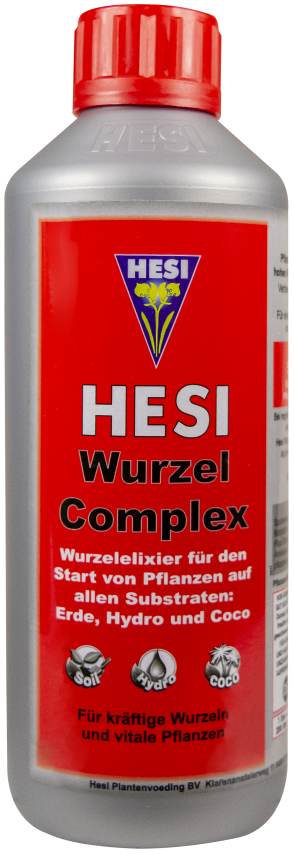 HESI
HESI
HESI
Wurzel
Complex
Wurzelelixier für den
Start von Pflanzen auf
allen Substraten:
Erde, Hydro und Coco
Soil
Hydro
COCO
Für kräftige Wurzeln
und vitale Pflanzen
Hesi Plantenvoeding BV